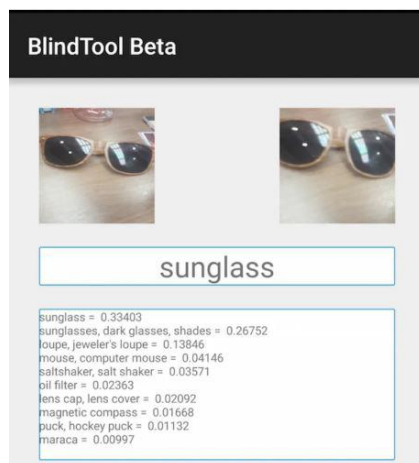 BlindTool Beta
sunglass
sunglass = 0.33403
sunglasses, dark glasses, shades = 0.26752
loupe, jeweler's loupe = 0.13846
mouse, computer mouse = 0.04146
saltshaker, salt shaker = 0.03571
oil filter = 0.02363
lens cap, lens cover = 0.02092
magnetic compass = 0.01668
puck, hockey puck = 0.01132
maraca = 0.00997